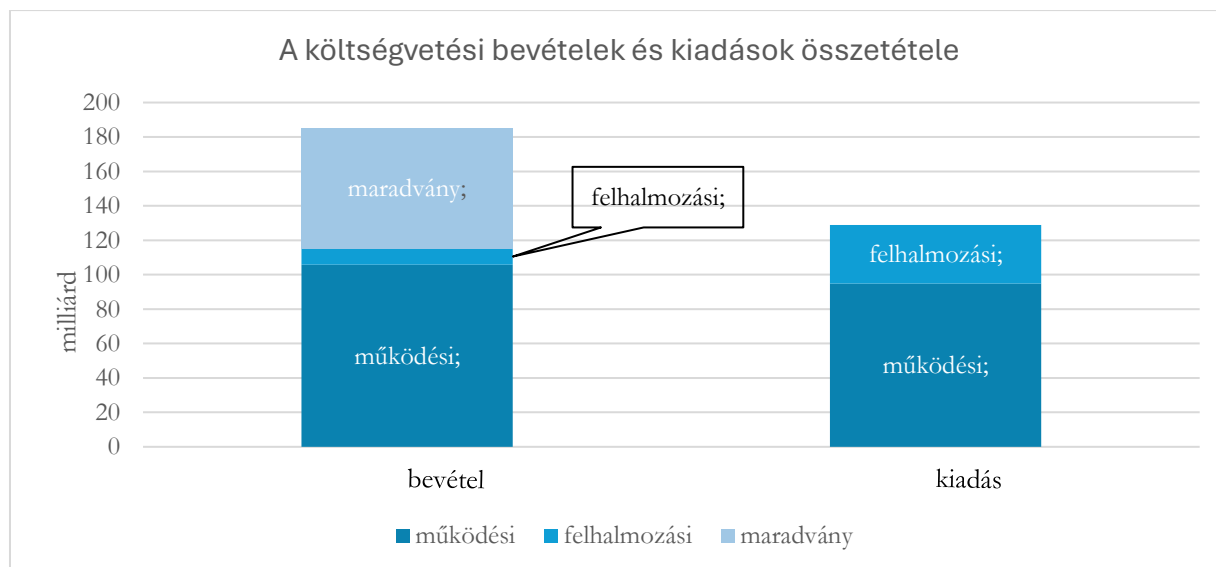 A költségvetési bevételek és kiadások összetétele
200
180
160
140
120
100
80
60
40
20
0
milliárd
maradvány;
felhalmozási;
működési;
felhalmozási;
működési;
bevétel
kiadás
működési
felhalmozási
maradvány